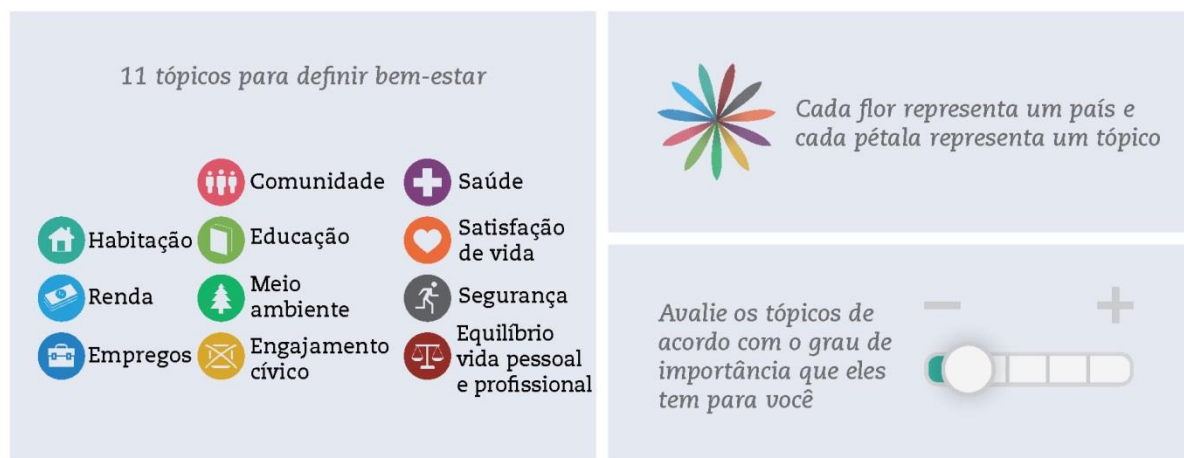 11 tópicos para definir bem-estar
Comunidade
Saúde
Habitação
Educação
Satisfação
de vida
Renda
Meio
ambiente
Segurança
Empregos
Engajamento
cívico
Equilíbrio
vida pessoal
e profissional
Cada flor representa um país e
cada pétala representa um tópico
Avalie os tópicos de
acordo com o grau de
importância que eles
tem para você